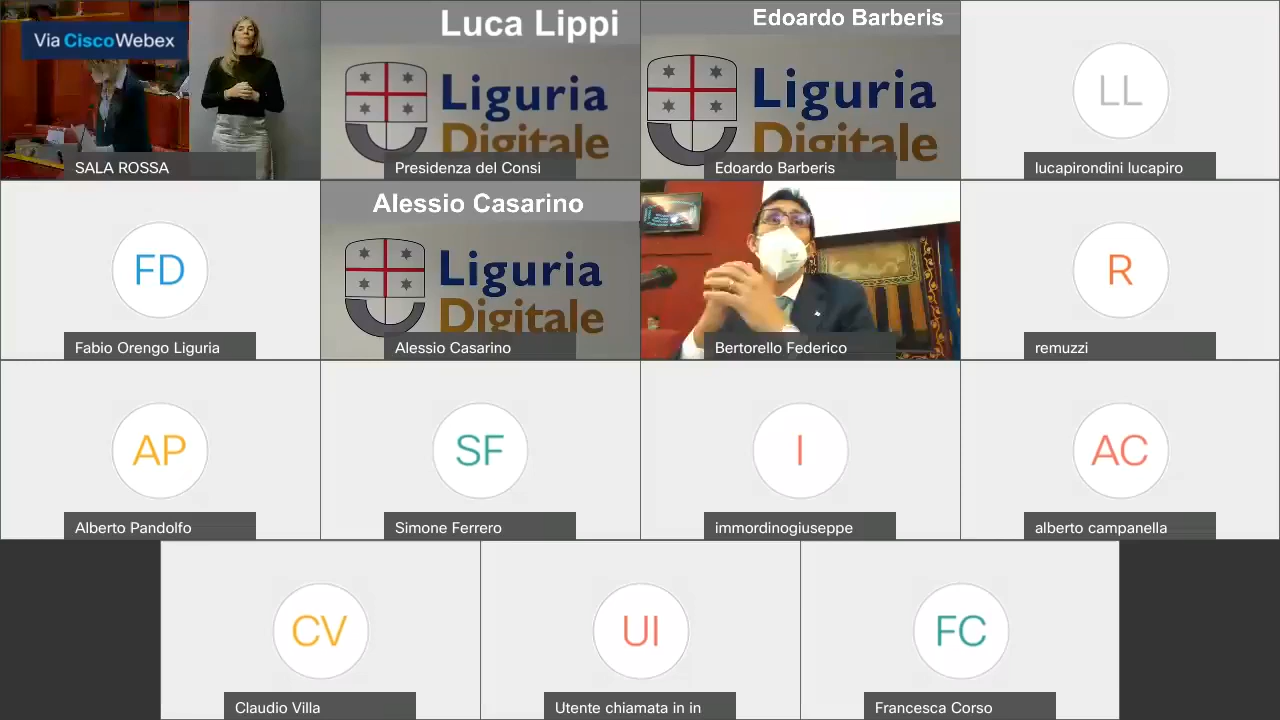 Via Cisco Webex
SALA ROSSA
Luca Lippi
Liguria
Digitale
Presidenza del Consi
Edoardo Barberis
Liguria
Digitale
Edoardo Barberis
LL
lucapirondini lucapiro
FD
Fabio Orengo Liguria
Alessio Casarino
Liguria
Digitale
Alessio Casarino
Bertorello Federico
R
remuzzi
AP
Alberto Pandolfo
SF
Simone Ferrero
I
immordinogiuseppe
AC
alberto campanella
CV
Claudio Villa
UI
Utente chiamata in in
FC
Francesca Corso